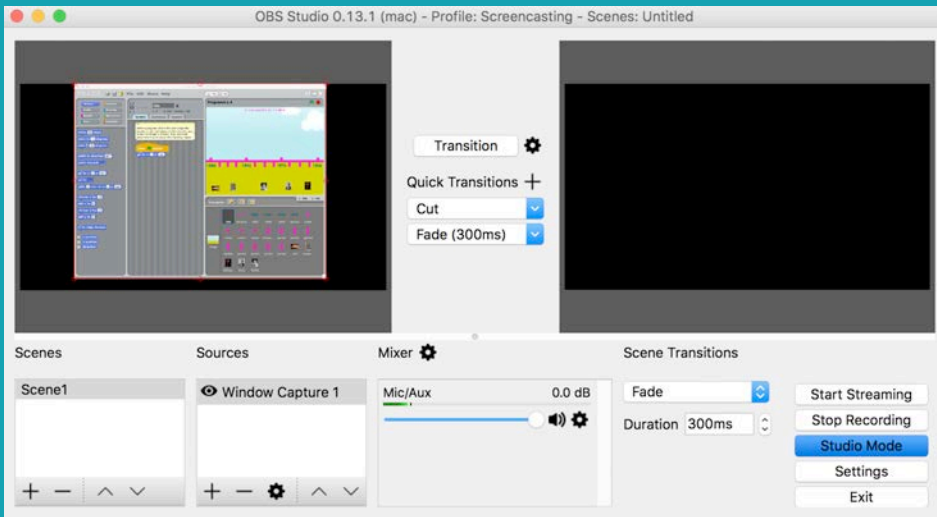 OBS Studio 0.13.1 (mac) - Profile: Screencasting - Scenes: Untitled
Transition
Quick Transitions
Cut
Fade (300ms)
Scenes
Sources
Mixer
Scene Transitions
Scene1
Window Capture 1
Mic/Aux 0.0 dB
Fade
Duration 300ms
Start Streaming
Stop Recording
Studio Mode
Settings
Exit